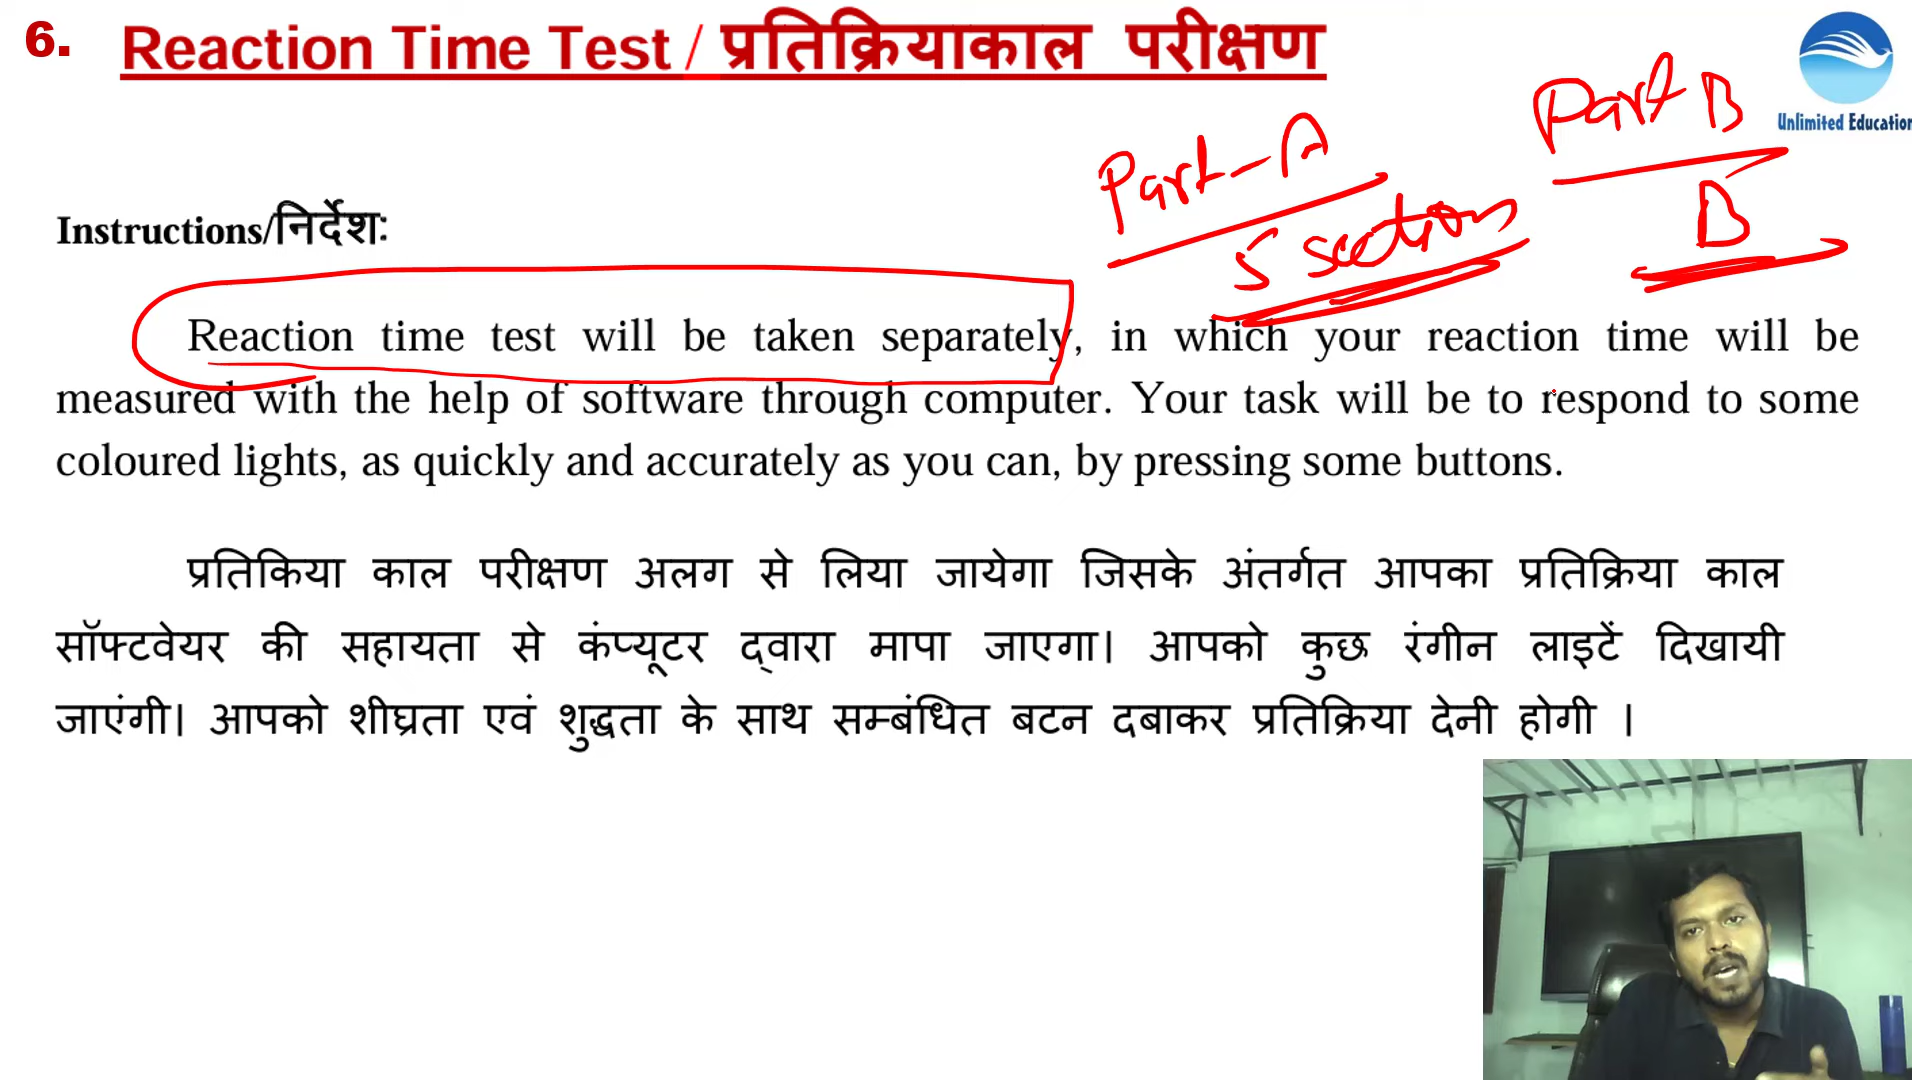 6.
Reaction Time Test / प्रतिक्रियाकाल परीक्षण
Unlimited Education
Part-A
5 section
Part B
B
Instructions/निर्देशः
Reaction time test will be taken separately, in which your reaction time will be
measured with the help of software through computer. Your task will be to respond to some
coloured lights, as quickly and accurately as you can, by pressing some buttons.
प्रतिकिया काल परीक्षण अलग से लिया जायेगा जिसके अंतर्गत आपका प्रतिक्रिया काल
सॉफ्टवेयर की सहायता से कंप्यूटर द्‌वारा मापा जाएगा। आपको कुछ रंगीन लाइटें दिखायी
जाएंगी। आपको शीघ्रता एवं शुद्धता के साथ सम्बंधित बटन दबाकर प्रतिक्रिया देनी होगी ।